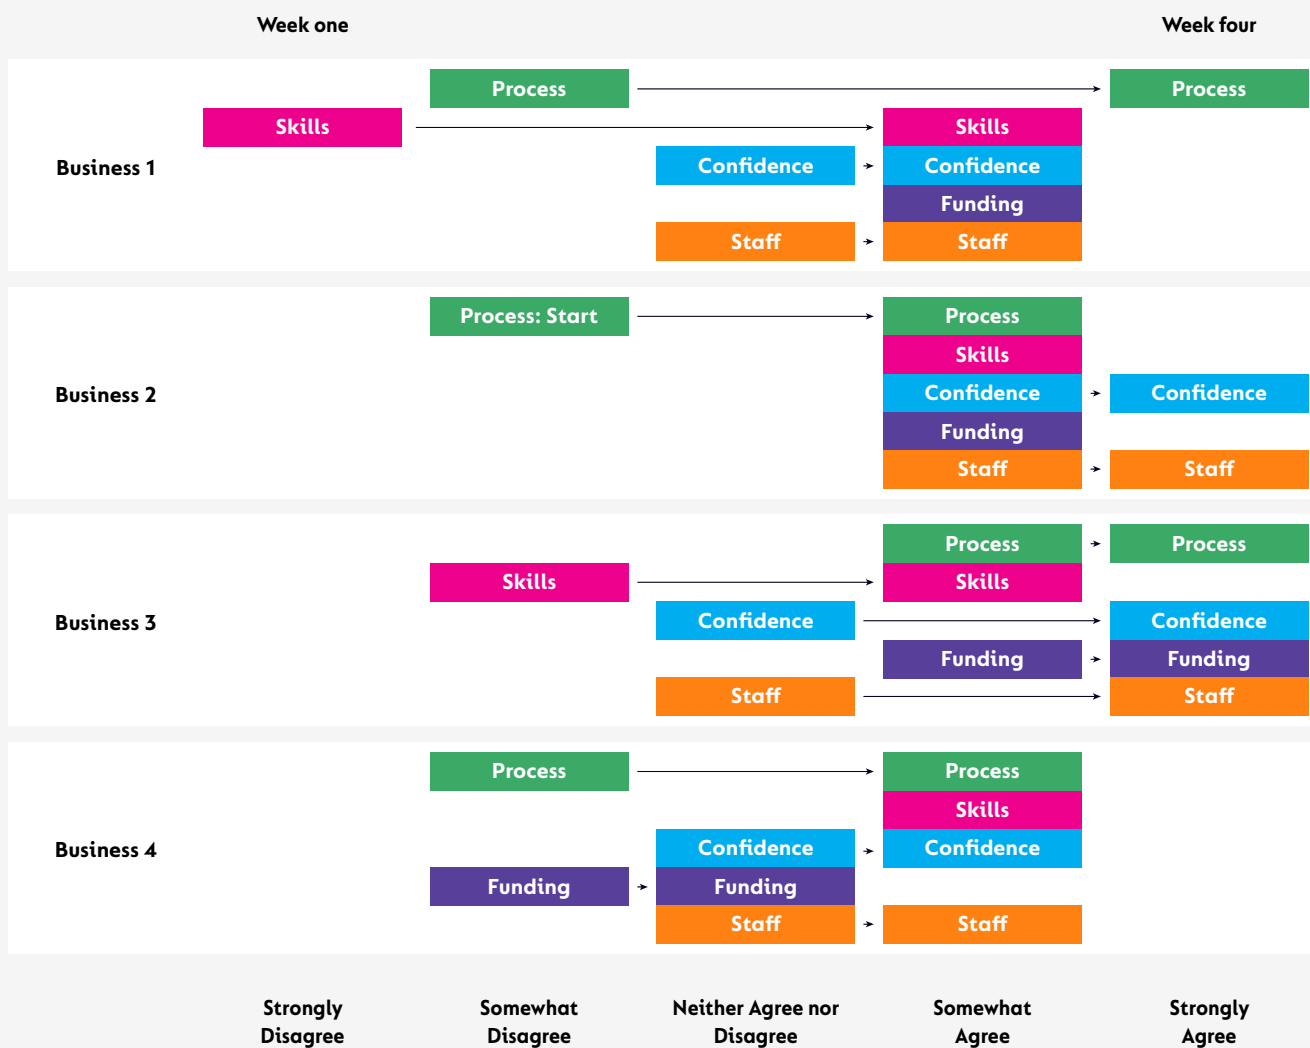 Week one Week four
Process Process
Skills Skills
Business 1
Confidence Confidence
Funding
Staff Staff
Process: Start Process
Skills
Business 2
Confidence Confidence
Funding
Staff Staff
Process Process
Skills Skills
Business 3
Confidence Confidence
Funding Funding
Staff Staff
Process Process
Skills
Business 4
Confidence Confidence
Funding Funding
Staff Staff
Strongly Disagree
Somewhat Disagree
Neither Agree nor Disagree
Somewhat Agree
Strongly Agree